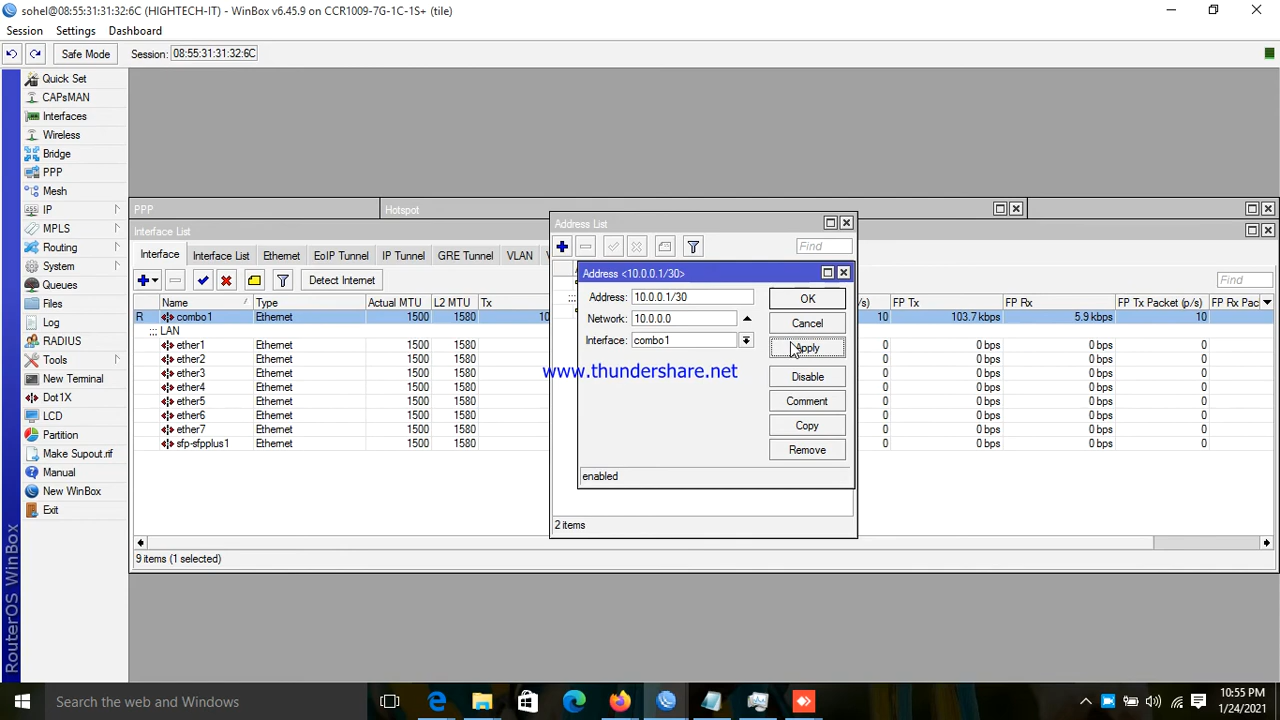 sohel@08:55:31:31:32:6C (HIGHTECH-IT) - WinBox v6.45.9 on CCR1009-7G-1C-1S+ (tile)
Session Settings Dashboard
Safe Mode Session: 08:55:31:31:32:6C
Quick Set
CAPsMAN
Interfaces
Wireless
Bridge
PPP
Mesh
IP
MPLS
Routing
System
Queues
Files
Log
RADIUS
Tools
New Terminal
Dot1X
LCD
Partition
Make Supout.rif
Manual
New WinBox
Exit
RouterOS WinBox
PPP
Hotspot
Interface List
Interface Interface List Ethernet EoIP Tunnel IP Tunnel GRE Tunnel VLAN
Detect Internet
Find
Name Type Actual MTU L2 MTU Tx FP Tx FP Rx FP Tx Packet (p/s) FP Rx Pac
R combo1 Ethernet 1500 1580 10 103.7 kbps 5.9 kbps 10
::: LAN
ether1 Ethernet 1500 1580 0 0 bps 0 bps 0
ether2 Ethernet 1500 1580 0 0 bps 0 bps 0
ether3 Ethernet 1500 1580 0 0 bps 0 bps 0
ether4 Ethernet 1500 1580 0 0 bps 0 bps 0
ether5 Ethernet 1500 1580 0 0 bps 0 bps 0
ether6 Ethernet 1500 1580 0 0 bps 0 bps 0
ether7 Ethernet 1500 1580 0 0 bps 0 bps 0
sfp-sfpplus1 Ethernet 1500 1580 0 0 bps 0 bps 0
9 items (1 selected)
Address List
Find
Address <10.0.0.1/30>
Address: 10.0.0.1/30
Network: 10.0.0.0
Interface: combo1
OK
Cancel
Apply
Disable
Comment
Copy
Remove
enabled
2 items
www.thundershare.net
Search the web and Windows
10:55 PM
1/24/2021